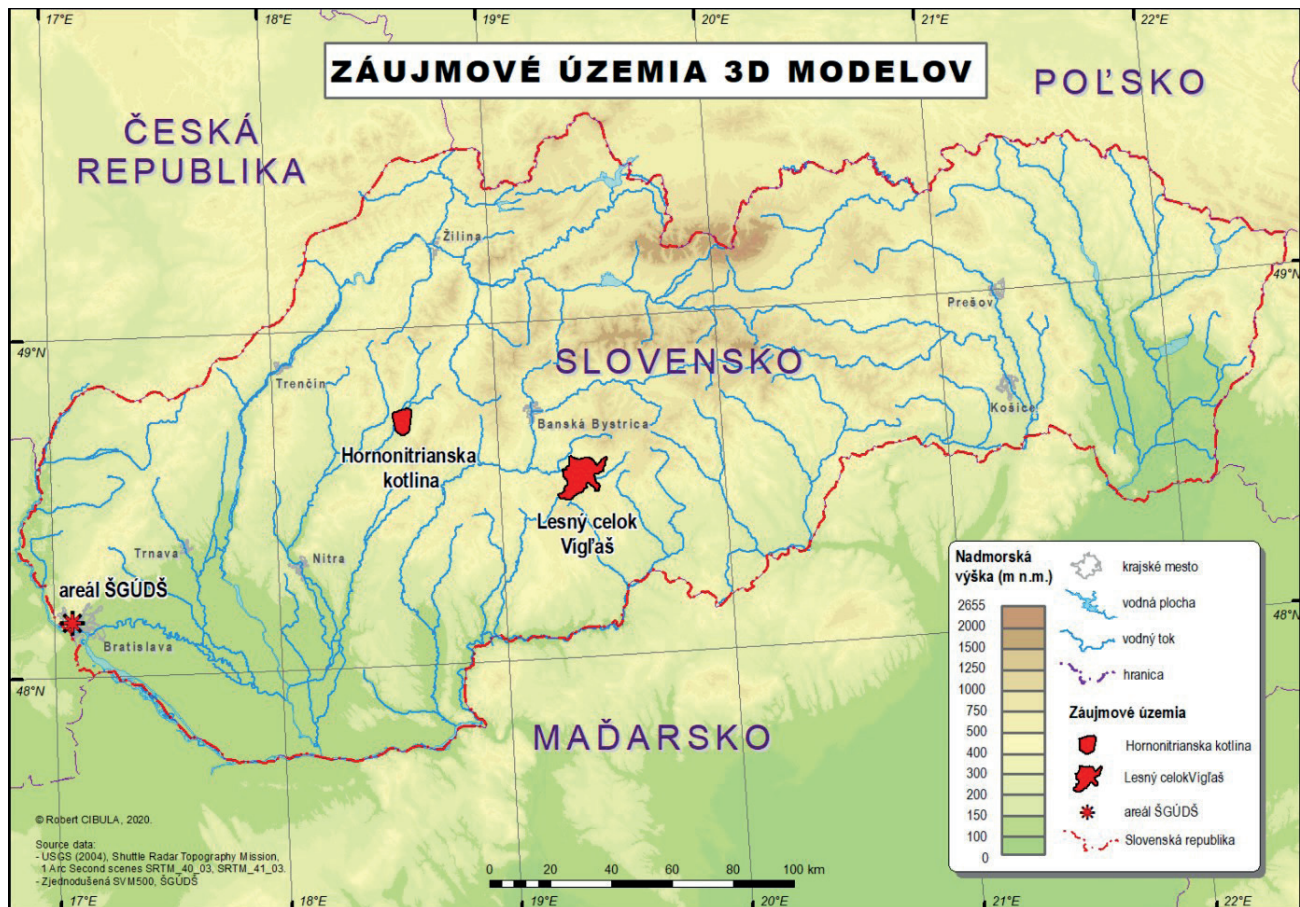 17°E 18°E 19°E 20°E 21°E 22°E
ZÁUJMOVÉ ÚZEMIA 3D MODELOV
POĽSKO
ČESKÁ
REPUBLIKA
Žilina
49°N
Prešov
49°N
SLOVENSKO
Trenčín
Košice
Banská Bystrica
Hornonitrianska
kotlina
Lesný celok
Vigľaš
Trnava
Nitra
areál ŠGÚDŠ
Bratislava
48°N
48°N
MAĎARSKO
Nadmorská
výška (m n.m.)
2655
2000
1500
1250
1000
750
500
400
300
200
150
100
0
krajské mesto
vodná plocha
vodný tok
hranica
Záujmové územia
Hornonitrianska kotlina
Lesný celokVigľaš
areál ŠGÚDŠ
Slovenská republika
© Robert CIBULA, 2020.
Source data:
- USGS (2004), Shuttle Radar Topography Mission,
1 Arc Second scenes SRTM_40_03, SRTM_41_03.
- Zjednodušená SVM500, ŠGÚDŠ
0 20 40 60 80 100 km
17°E 18°E 19°E 20°E 21°E 22°E